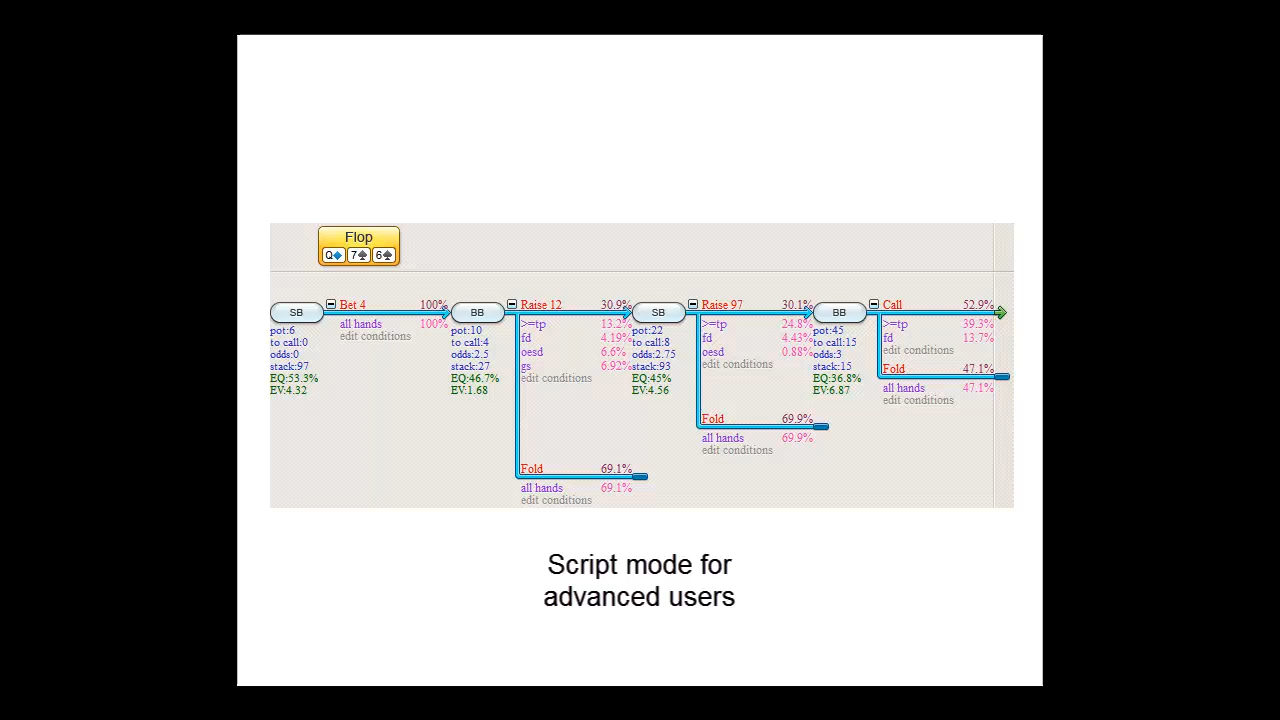 Flop
Q♦ 7♠ 6♠
SB Bet 4 100% BB Raise 12 30.9% SB Raise 97 30.1% BB Call 52.9%
all hands 100% >=tp 13.2% >=tp 24.8% >=tp 39.3%
pot:6 edit conditions pot:10 fd 4.19% pot:22 fd 4.43% pot:45 fd 13.7%
to call:0 to call:4 oesd 6.6% to call:8 oesd 0.88% to call:15 edit conditions
odds:0 odds:2.5 gs 6.92% odds:2.75 edit conditions odds:3 Fold 47.1%
stack:97 stack:27 edit conditions stack:93 stack:15 all hands 47.1%
EQ:53.3% EQ:46.7% EQ:45% EQ:36.8% edit conditions
EV:4.32 EV:1.68 EV:4.56 EV:6.87
Fold 69.9%
all hands 69.9%
edit conditions
Fold 69.1%
all hands 69.1%
edit conditions
Script mode for
advanced users